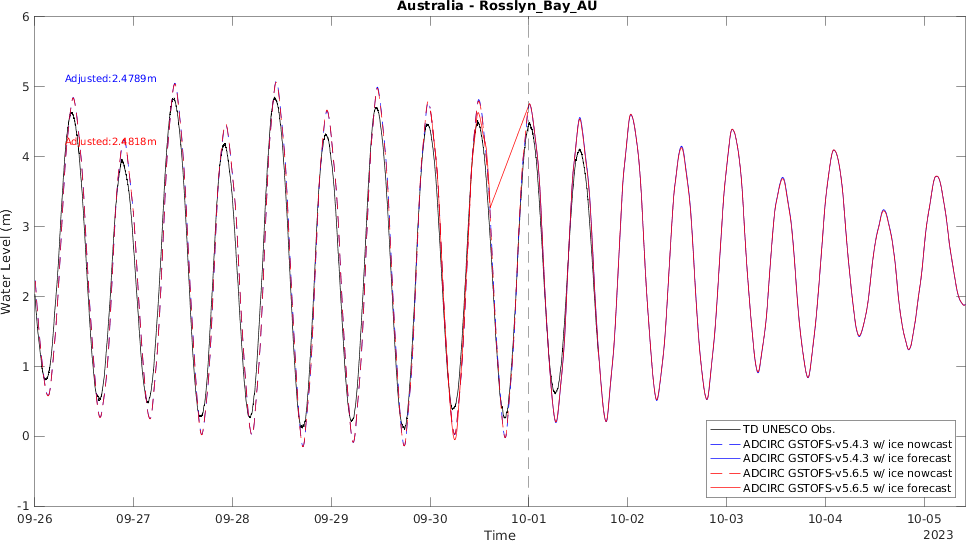 Australia - Rosslyn_Bay_AU
6
5
4
3
2
1
0
-1
Water Level (m)
Adjusted:2.4789m
Adjusted:2.4818m
09-26
09-27
09-28
09-29
09-30
10-01
10-02
10-03
10-04
10-05
Time
2023
TD UNESCO Obs.
ADCIRC GSTOFS-v5.4.3 w/ ice nowcast
ADCIRC GSTOFS-v5.4.3 w/ ice forecast
ADCIRC GSTOFS-v5.6.5 w/ ice nowcast
ADCIRC GSTOFS-v5.6.5 w/ ice forecast